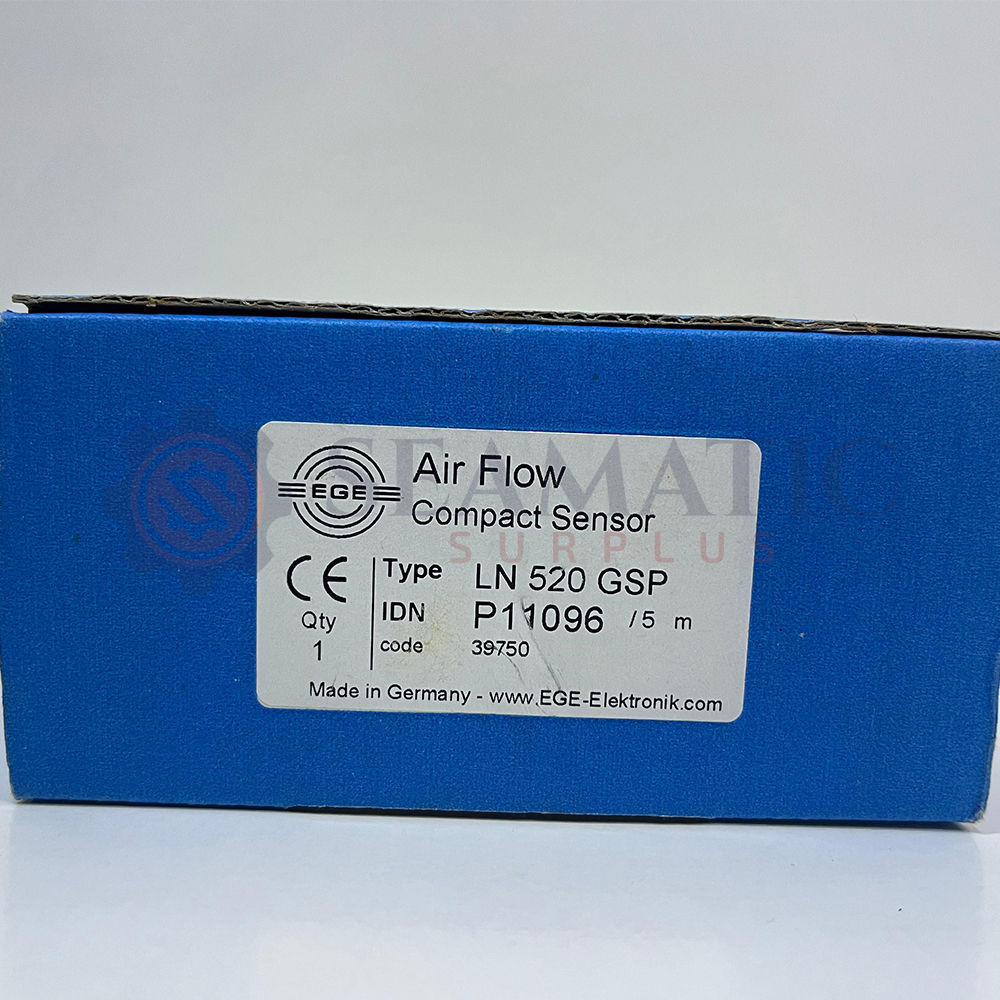 EGE
Air Flow
Compact Sensor
CE
Type LN 520 GSP
IDN P11096 /5 m
code 39750
Qty
1
Made in Germany - www.EGE-Elektronik.com
SEAMATIC
SURPLUS